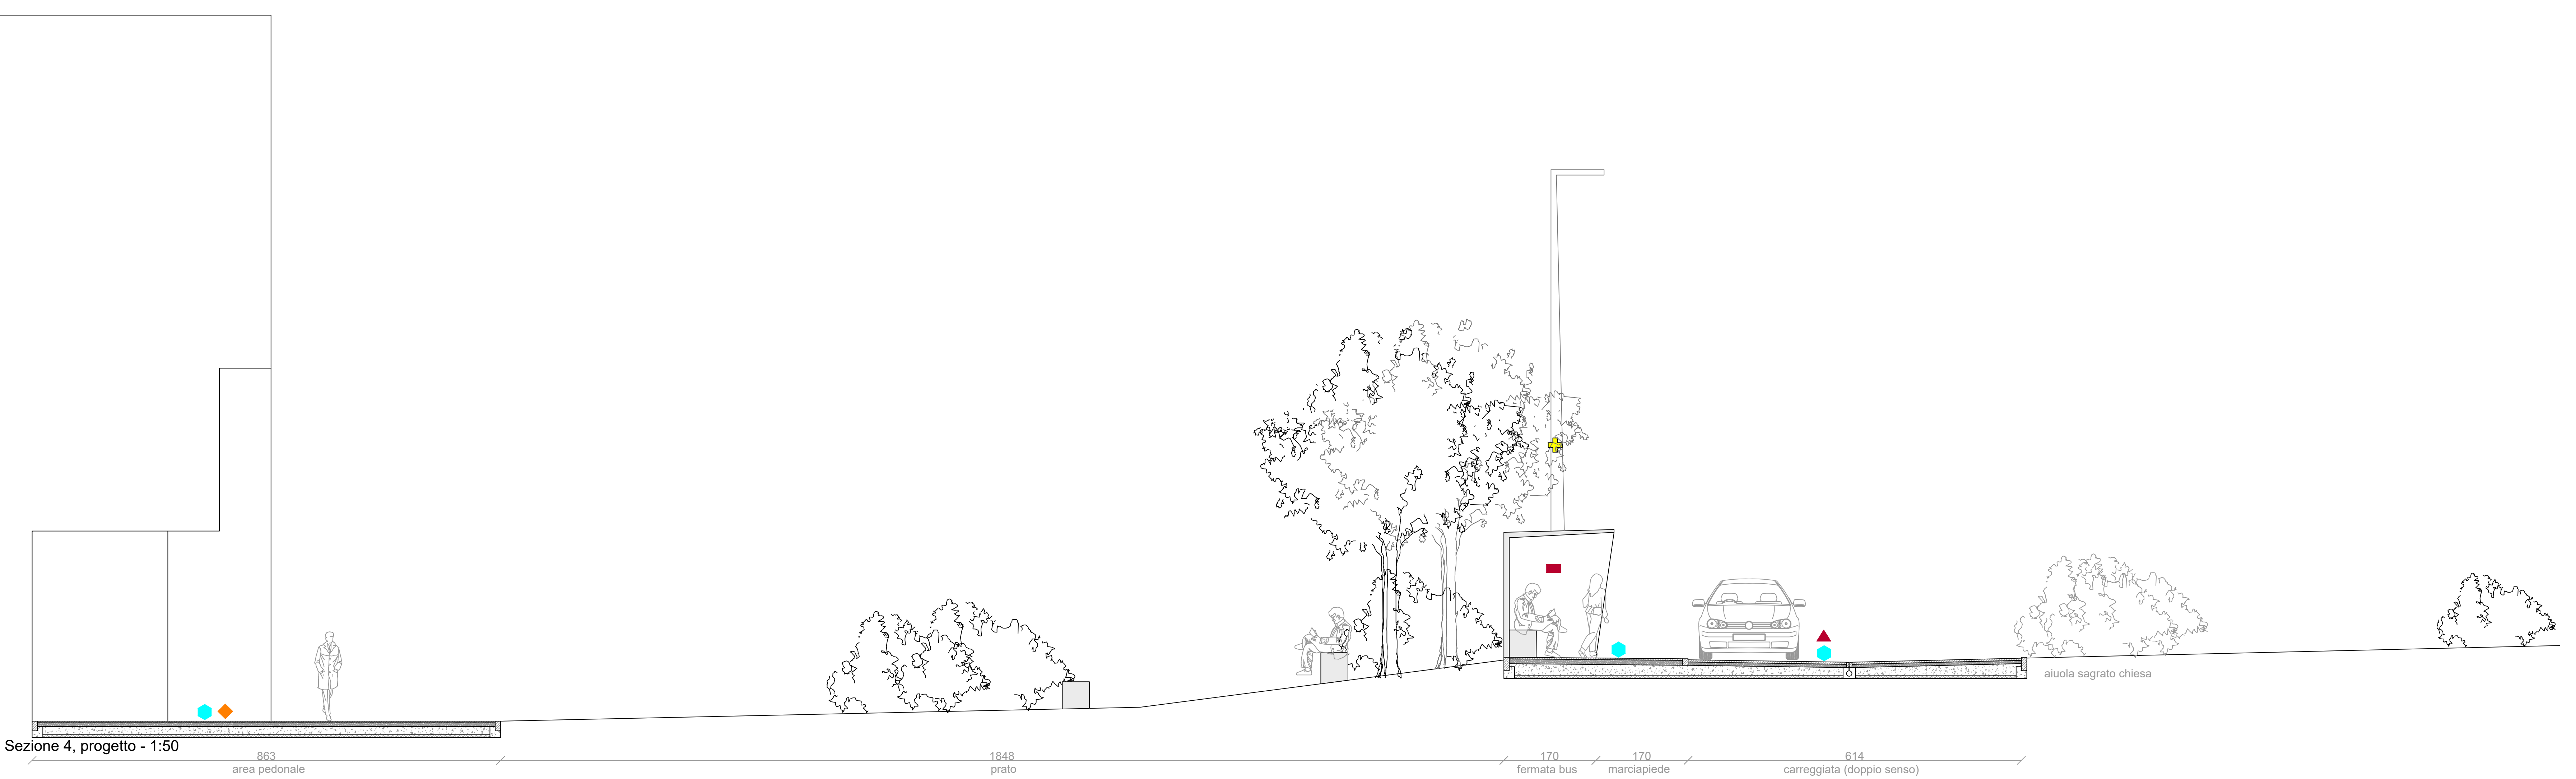 aiuola sagrato chiesa
Sezione 4, progetto - 1:50
863
1848
170
170
614
area pedonale
prato
fermata bus
marciapiede
carreggiata (doppio senso)